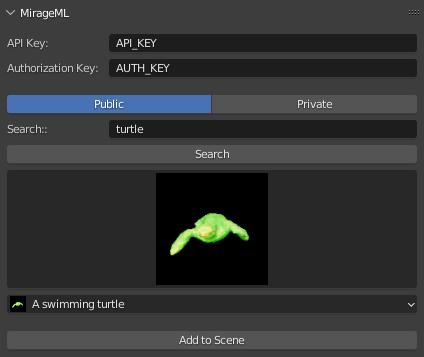 MirageML
API Key: API_KEY
Authorization Key: AUTH_KEY
Public Private
Search:: turtle
Search
A swimming turtle
Add to Scene